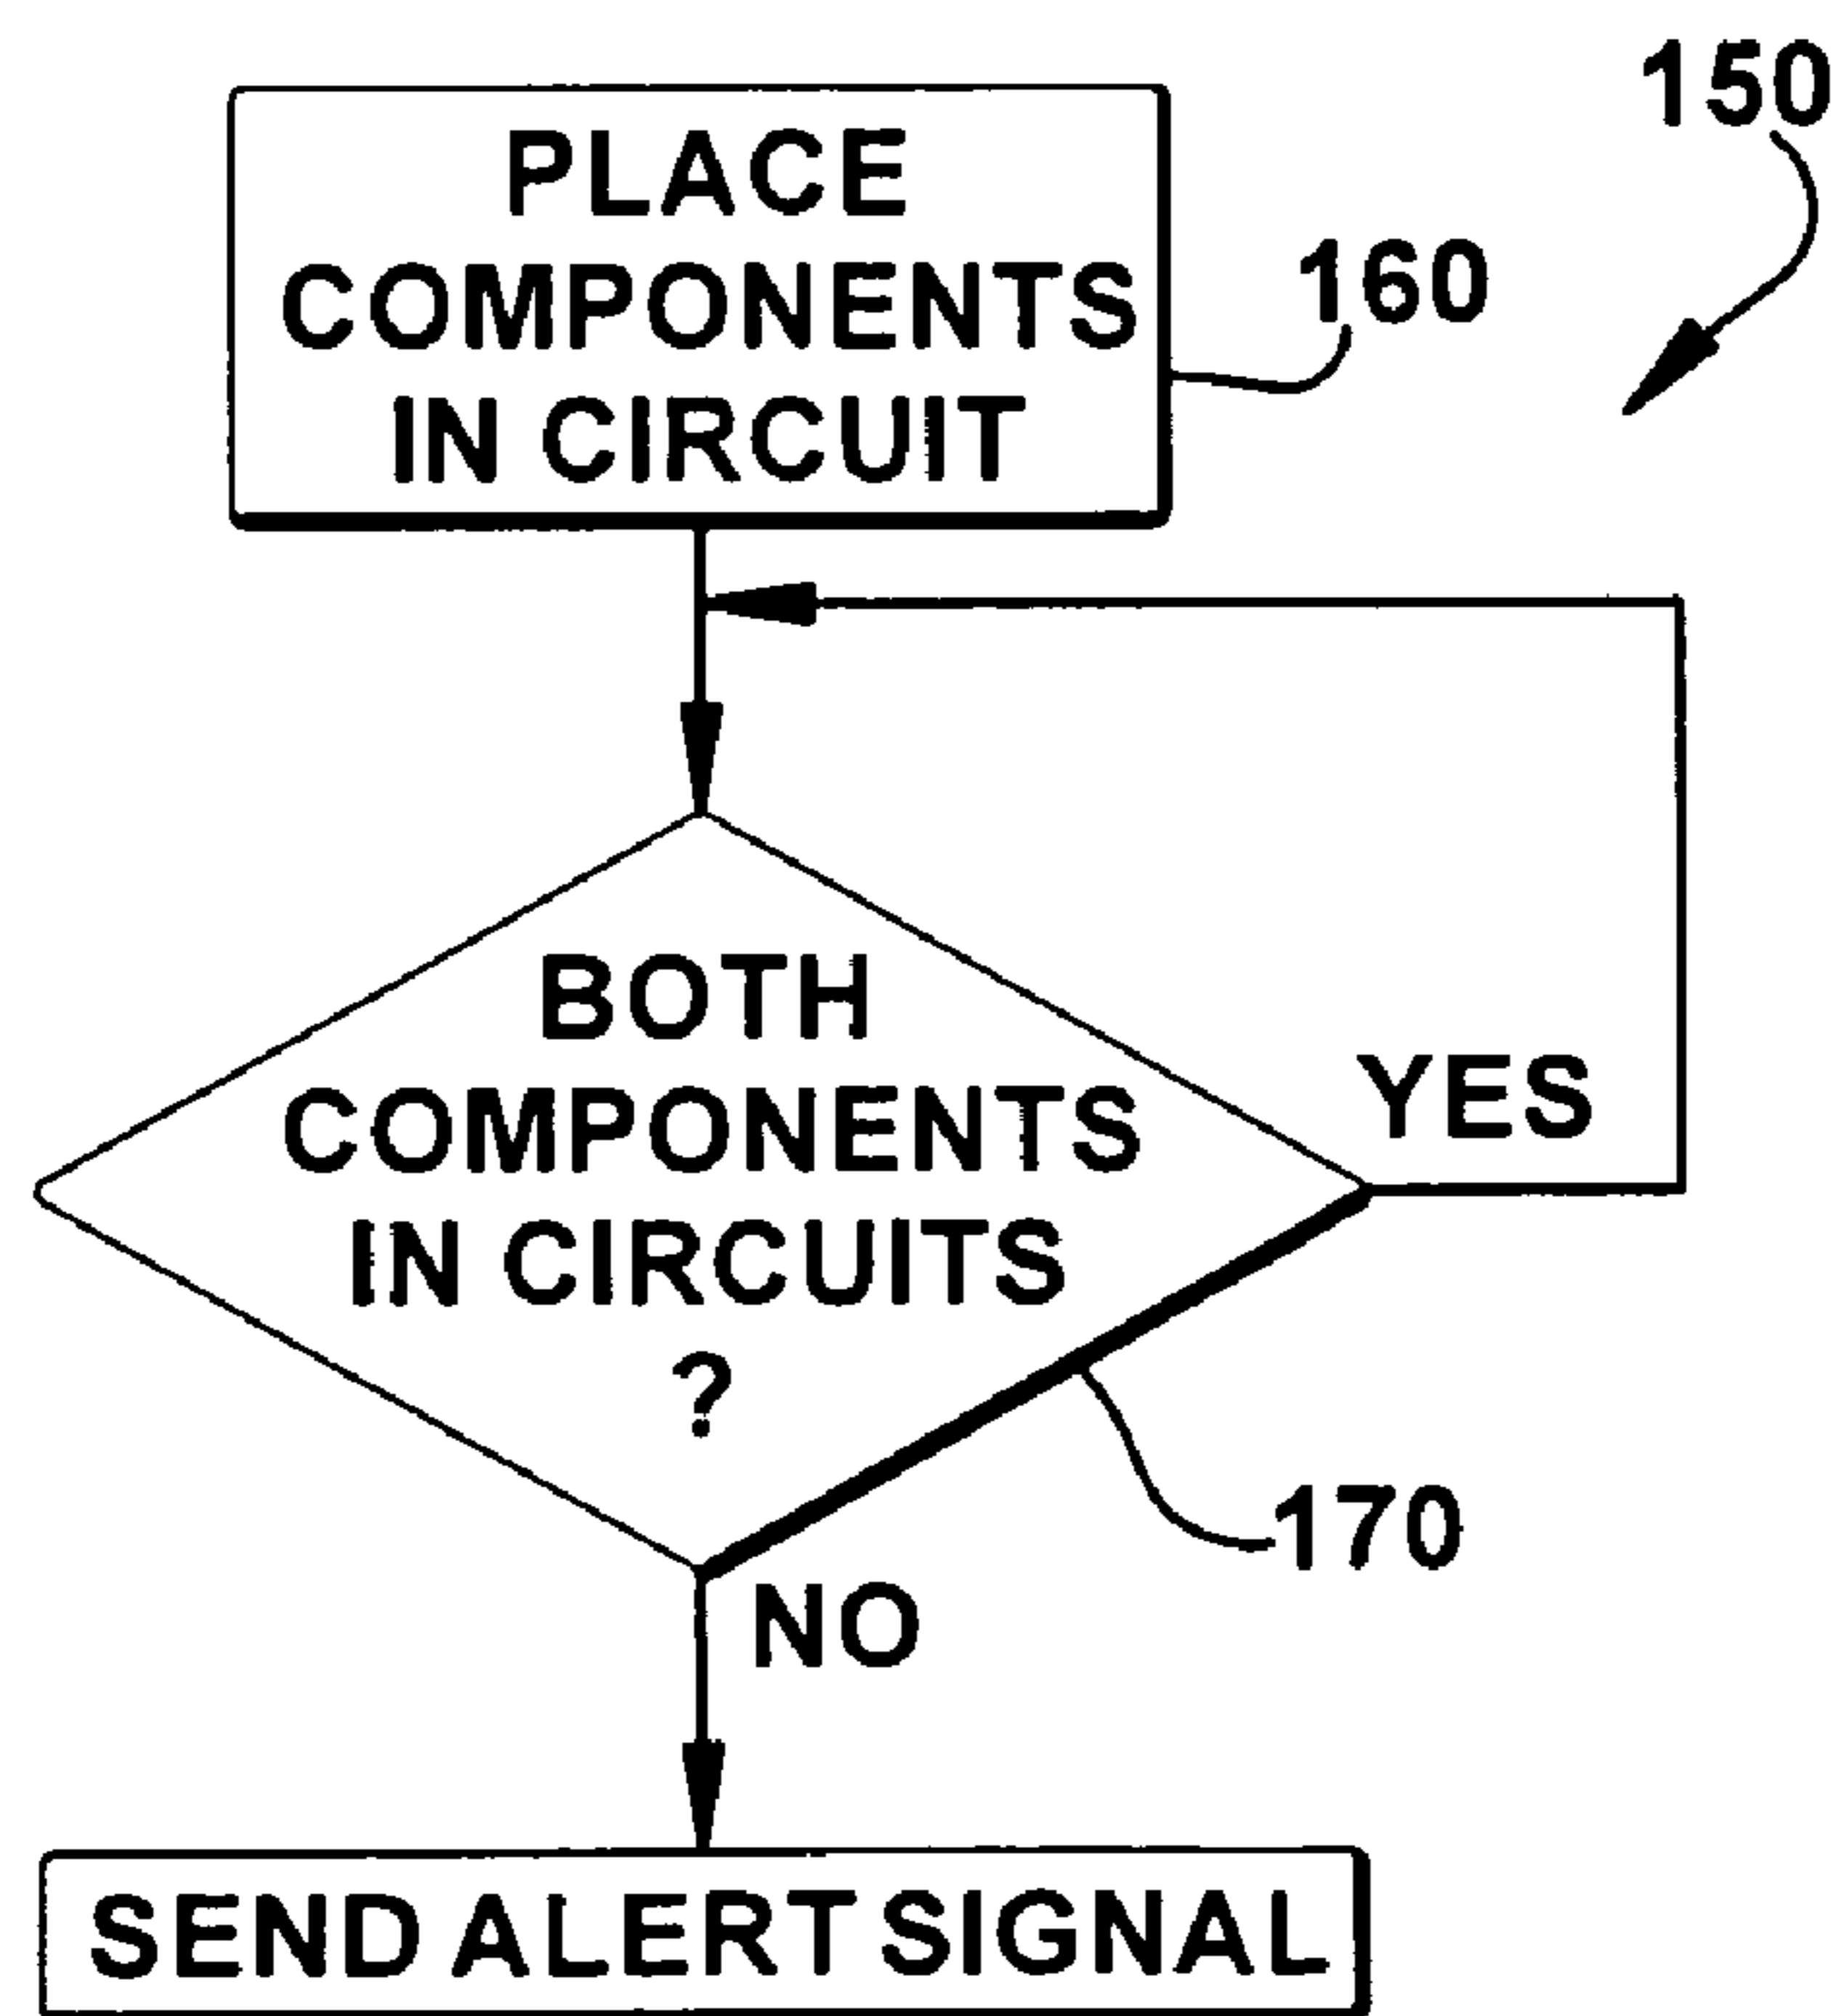 150
PLACE
COMPONENTS
IN CIRCUIT
160
BOTH
COMPONENTS
IN CIRCUITS
?
YES
170
NO
SEND ALERT SIGNAL